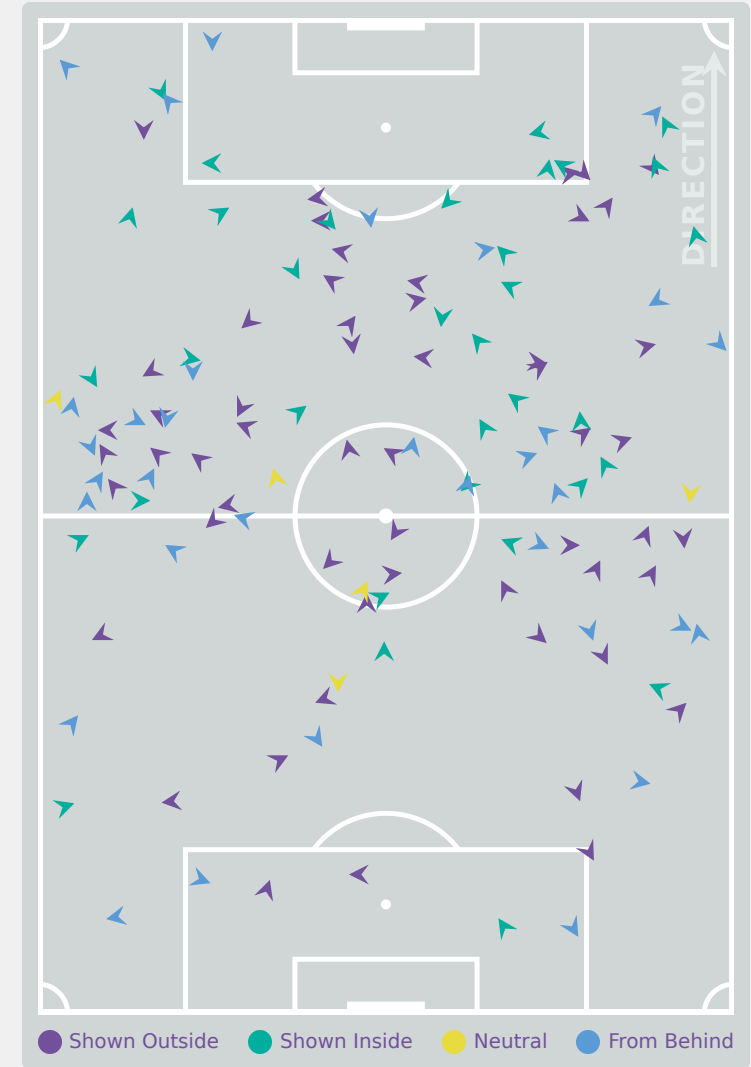 DIRECTION
Shown Outside
Shown Inside
Neutral
From Behind